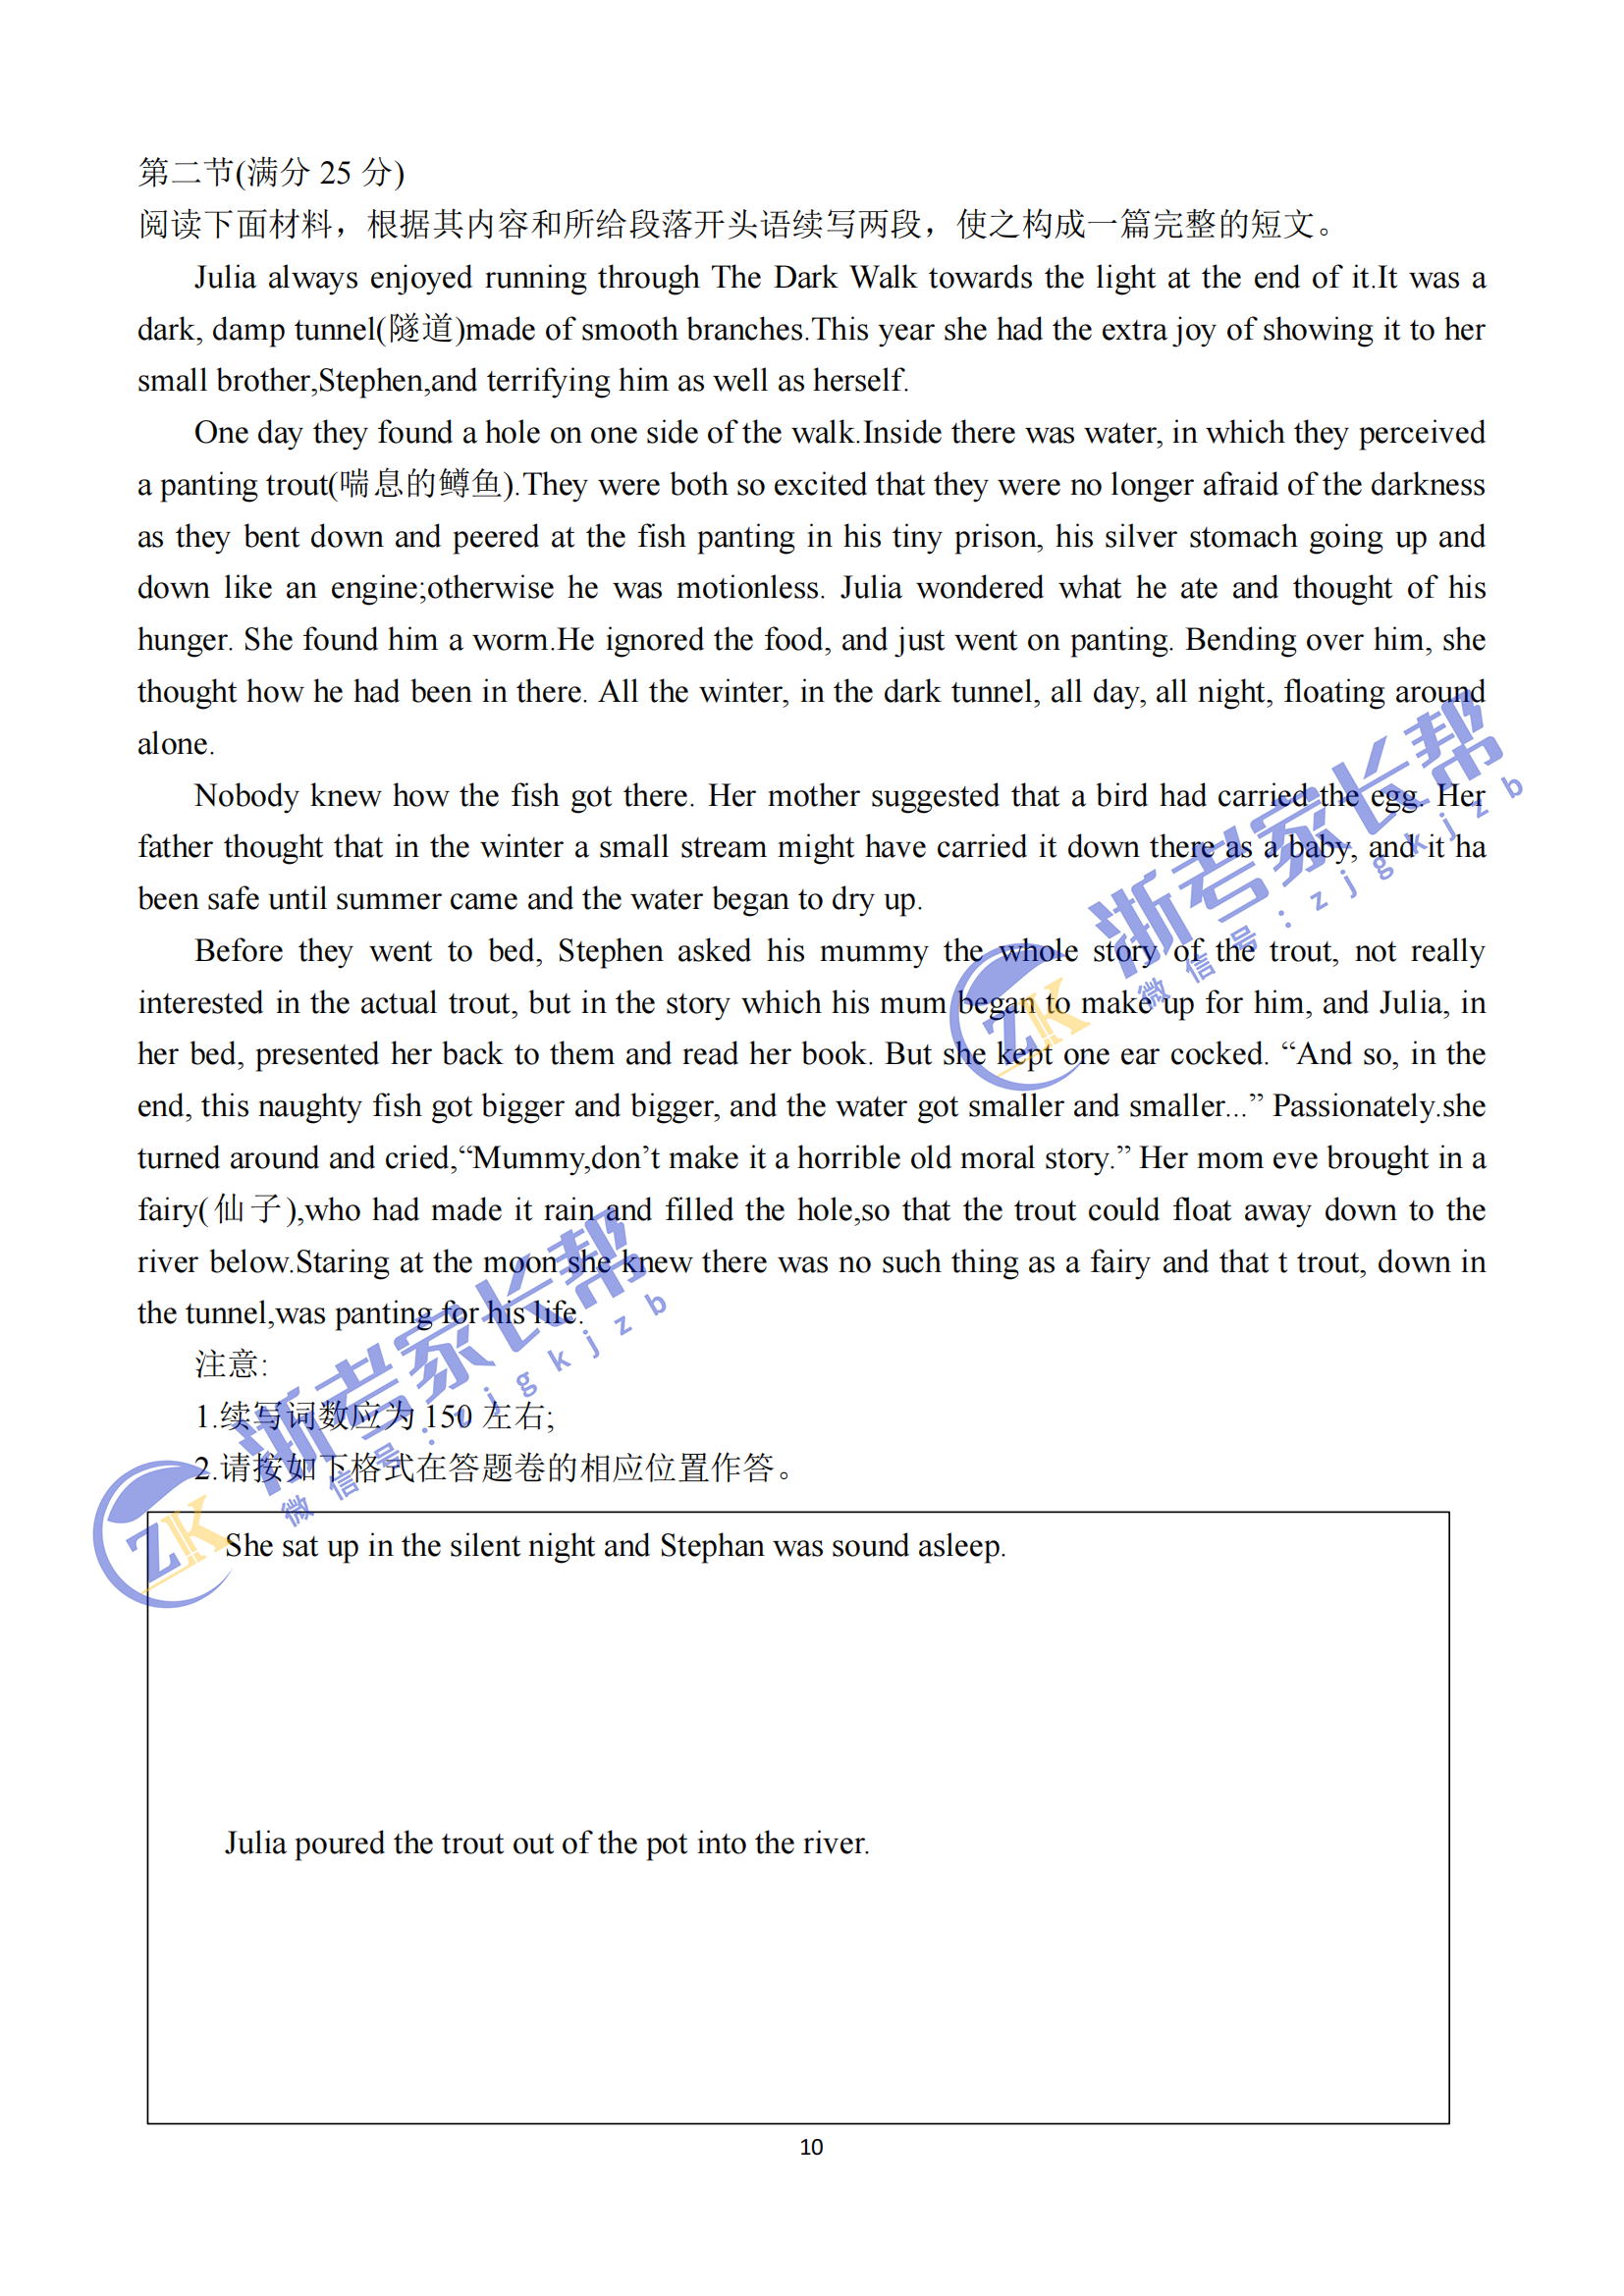 第二节(满分 25 分)
阅读下面材料，根据其内容和所给段落开头语续写两段，使之构成一篇完整的短文。
Julia always enjoyed running through The Dark Walk towards the light at the end of it.It was a
dark, damp tunnel(隧道)made of smooth branches.This year she had the extra joy of showing it to her
small brother,Stephen,and terrifying him as well as herself.
One day they found a hole on one side of the walk.Inside there was water, in which they perceived
a panting trout(喘息的鳟鱼).They were both so excited that they were no longer afraid of the darkness
as they bent down and peered at the fish panting in his tiny prison, his silver stomach going up and
down like an engine;otherwise he was motionless. Julia wondered what he ate and thought of his
hunger. She found him a worm.He ignored the food, and just went on panting. Bending over him, she
thought how he had been in there. All the winter, in the dark tunnel, all day, all night, floating around
alone.
Nobody knew how the fish got there. Her mother suggested that a bird had carried the egg. Her
father thought that in the winter a small stream might have carried it down there as a baby, and it ha
been safe until summer came and the water began to dry up.
Before they went to bed, Stephen asked his mummy the whole story of the trout, not really
interested in the actual trout, but in the story which his mum began to make up for him, and Julia, in
her bed, presented her back to them and read her book. But she kept one ear cocked. “And so, in the
end, this naughty fish got bigger and bigger, and the water got smaller and smaller...” Passionately.she
turned around and cried,“Mummy,don’t make it a horrible old moral story.” Her mom eve brought in a
fairy(仙子),who had made it rain and filled the hole,so that the trout could float away down to the
river below.Staring at the moon she knew there was no such thing as a fairy and that t trout, down in
the tunnel,was panting for his life.
注意:
1.续写词数应为 150 左右;
2.请按如下格式在答题卷的相应位置作答。
She sat up in the silent night and Stephan was sound asleep.
Julia poured the trout out of the pot into the river.
10
浙考家长帮
微信号：zjgkjzb
ZK
浙考家长帮
微信号：zjgkjzb
ZK